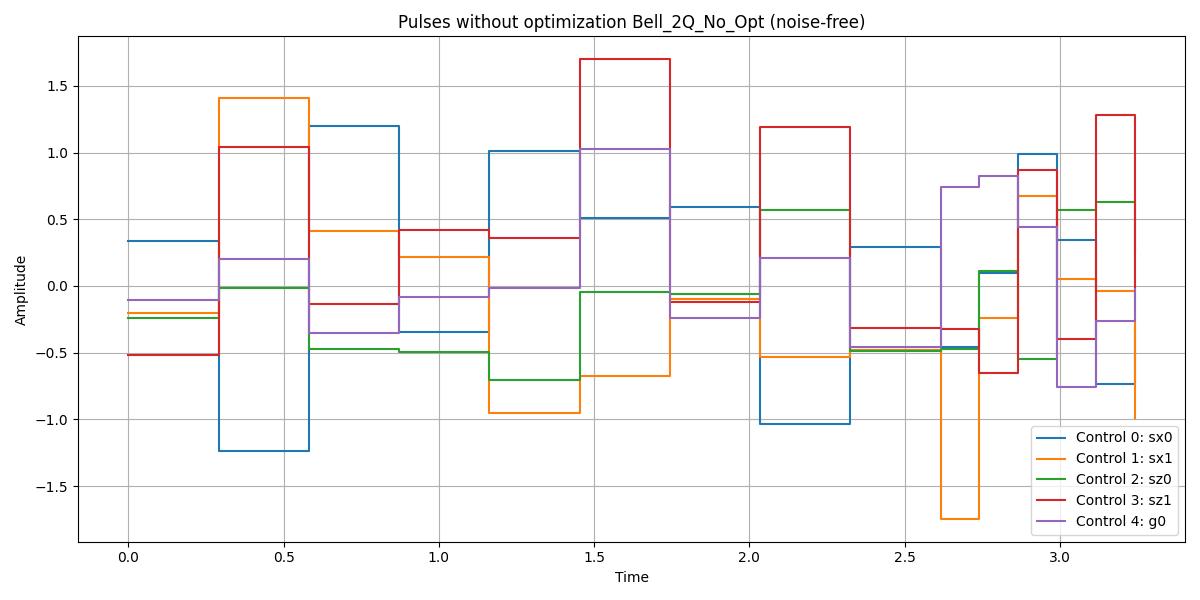 Pulses without optimization Bell_2Q_No_Opt (noise-free)
Amplitude
1.5
1.0
0.5
0.0
−0.5
−1.0
−1.5
Control 0: sx0
Control 1: sx1
Control 2: sz0
Control 3: sz1
Control 4: g0
0.0 0.5 1.0 1.5 2.0 2.5 3.0
Time